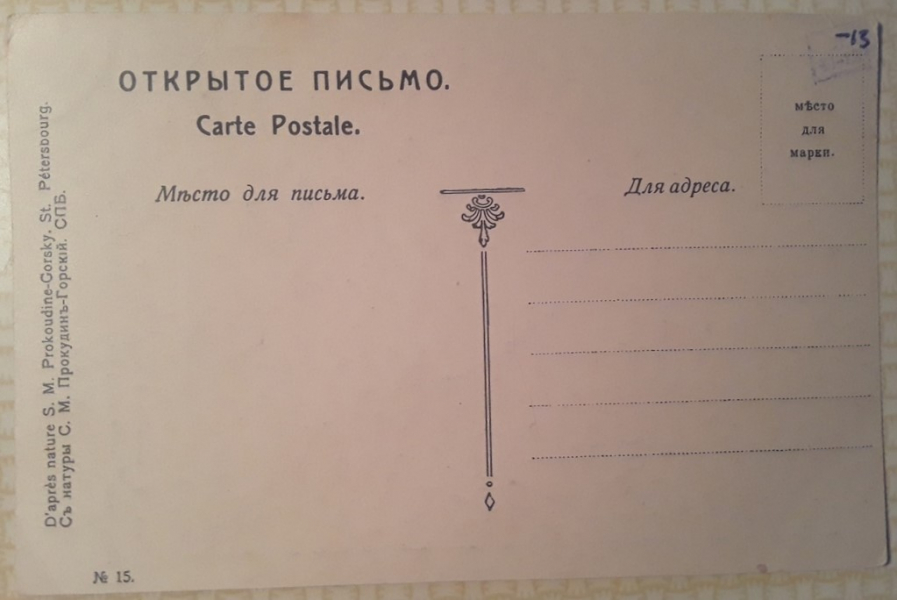 -13
ОТКРЫТОЕ ПИСЬМО.
Carte Postale.
мѣсто
для
марки.
Мѣсто для письма.
Для адреса.
D'après nature S. M. Prokoudine-Gorsky. St. Pétersbourg.
Съ натуры С. М. Прокудинъ-Горскій. СПБ.
№ 15.